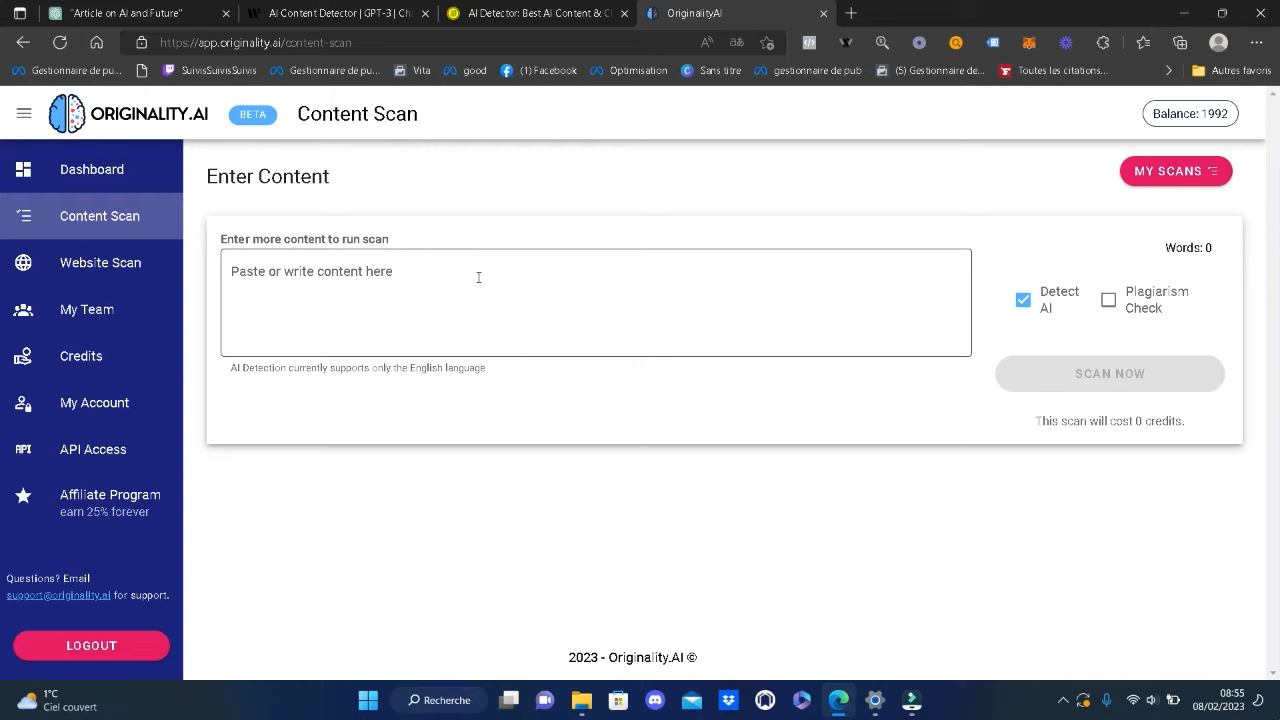 "Article on AI and Future"
AI Content Detector | GPT-3 | Cha
AI Detector: Best AI Content & C
OriginalityAI
https://app.originality.ai/content-scan
Gestionnaire de pu...
SuivisSuivisSuivis
Gestionnaire de pu...
Vita
good
(1)Facebook
Optimisation
Sans titre
gestionnaire de pub
(5) Gestionnaire de...
Toutes les citations...
Autres favoris
ORIGINALITY.AI
BETA
Content Scan
Balance: 1992
Dashboard
Content Scan
Website Scan
My Team
Credits
My Account
API
API Access
Affiliate Program
earn 25% forever
Questions? Email
support@originality.ai for support.
LOGOUT
Enter Content
MY SCANS
Enter more content to run scan
Paste or write content here
AI Detection currently supports only the English language
Words: 0
Detect
AI
Plagiarism
Check
SCAN NOW
This scan will cost 0 credits.
2023 - Originality.AI ©
1°C
Ciel couvert
Recherche
08:55
08/02/2023